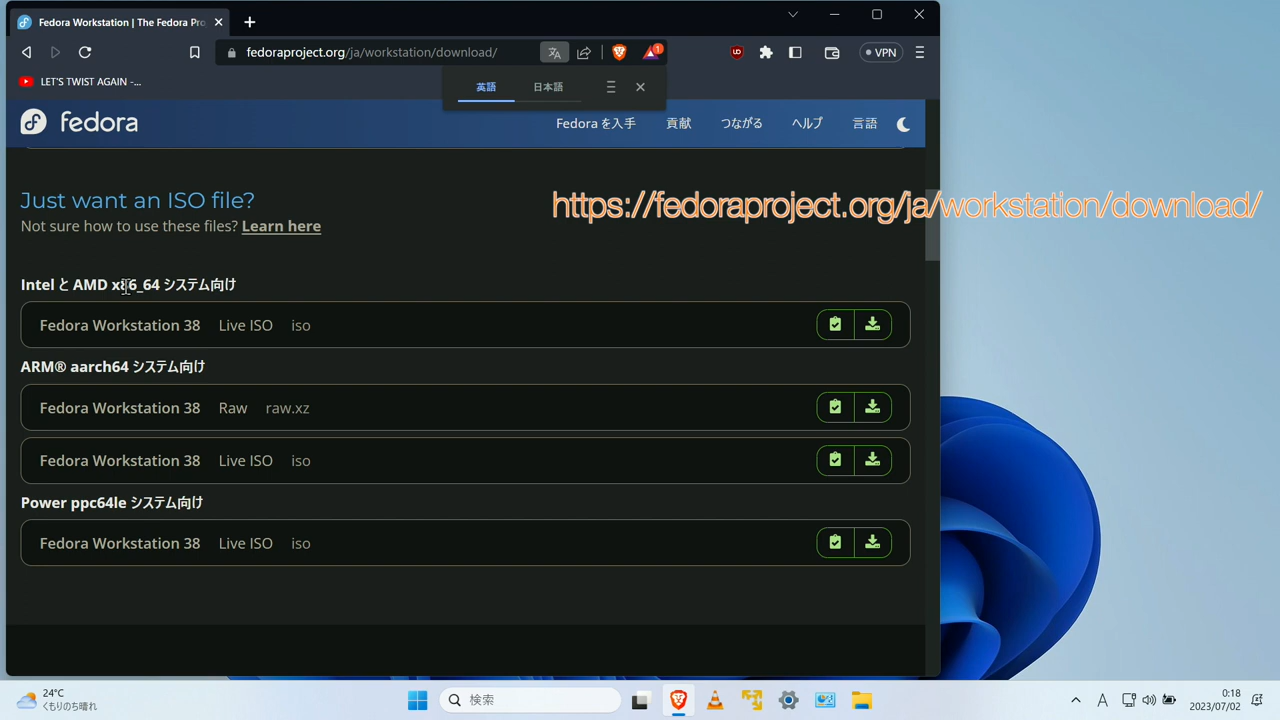 Fedora Workstation | The Fedora Pro
fedoraproject.org/ja/workstation/download/
1
VPN
LET'S TWIST AGAIN -...
英語 日本語
fedora
Fedora を入手 貢献 つながる ヘルプ 言語
Just want an ISO file?
https://fedoraproject.org/ja/workstation/download/
Not sure how to use these files? Learn here
Intel と AMD x86_64 システム向け
Fedora Workstation 38 Live ISO iso
ARM® aarch64 システム向け
Fedora Workstation 38 Raw raw.xz
Fedora Workstation 38 Live ISO iso
Power ppc64le システム向け
Fedora Workstation 38 Live ISO iso
24°C
くもりのち晴れ
検索
A
0:18
2023/07/02